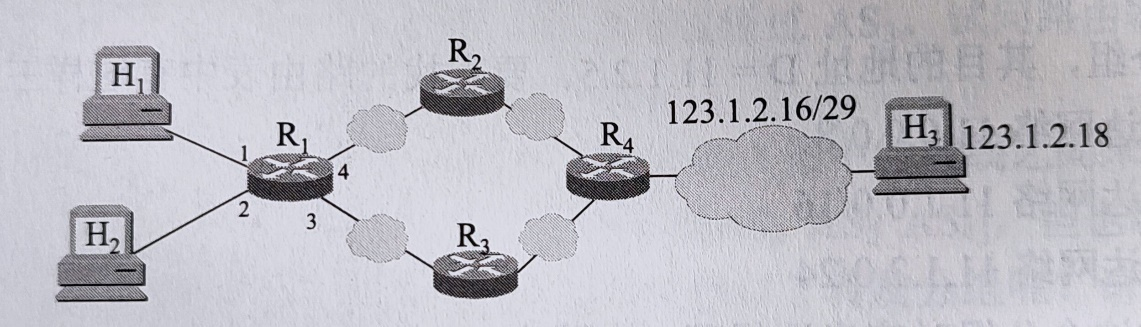 H₁
R₂
123.1.2.16/29
H₃
123.1.2.18
R₁
R₄
1
4
2
3
H₂
R₃